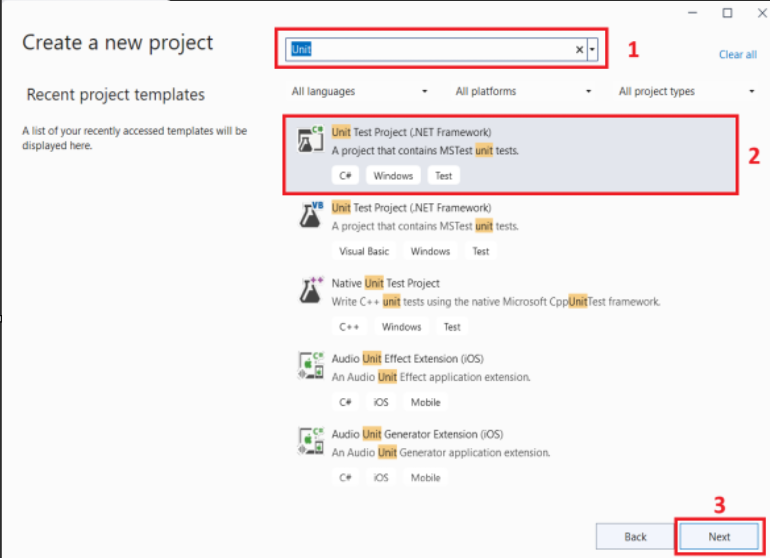 Create a new project
Unit
1
Clear all
Recent project templates
All languages
All platforms
All project types
A list of your recently accessed templates will be
displayed here.
C#
Unit Test Project (.NET Framework)
A project that contains MSTest unit tests.
C# Windows Test
2
VB
Unit Test Project (.NET Framework)
A project that contains MSTest unit tests.
Visual Basic Windows Test
++
Native Unit Test Project
Write C++ unit tests using the native Microsoft CppUnitTest framework.
C++ Windows Test
C#
Audio Unit Effect Extension (iOS)
An Audio Unit Effect application extension.
C# iOS Mobile
C#
Audio Unit Generator Extension (iOS)
An Audio Unit Generator application extension.
C# iOS Mobile
3
Back
Next